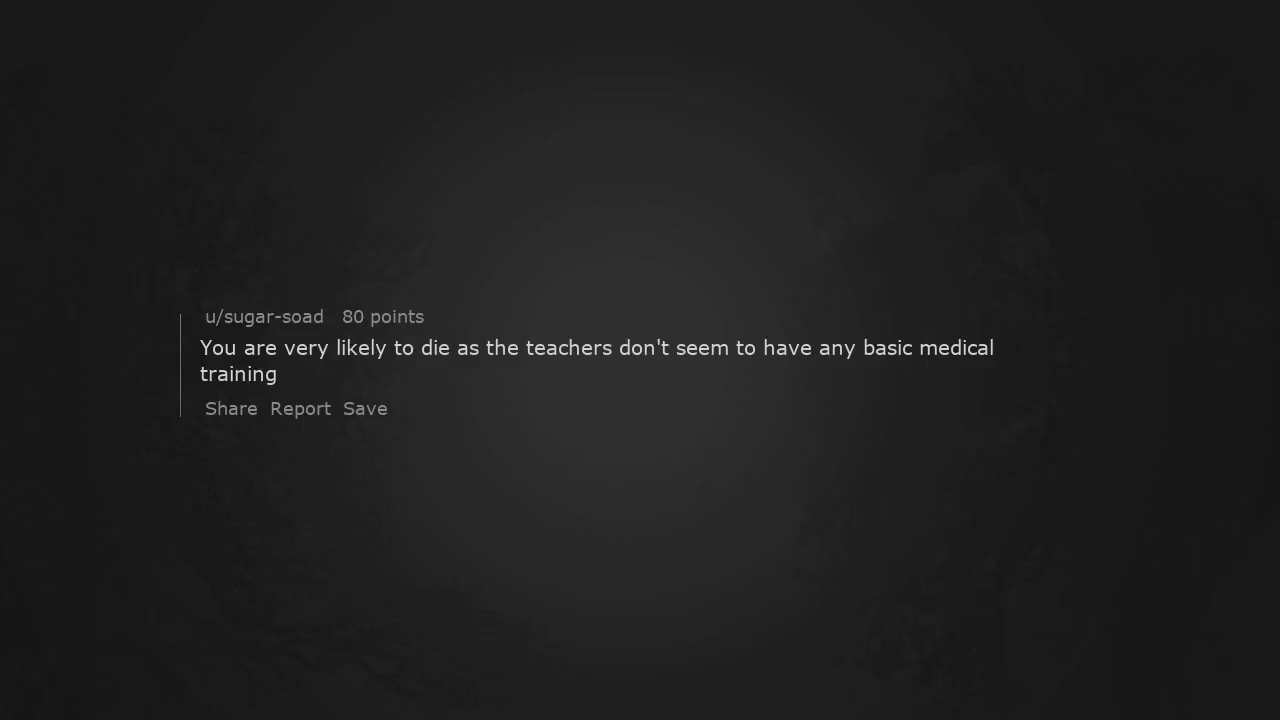 u/sugar-soad 80 points
You are very likely to die as the teachers don't seem to have any basic medical
training
Share Report Save